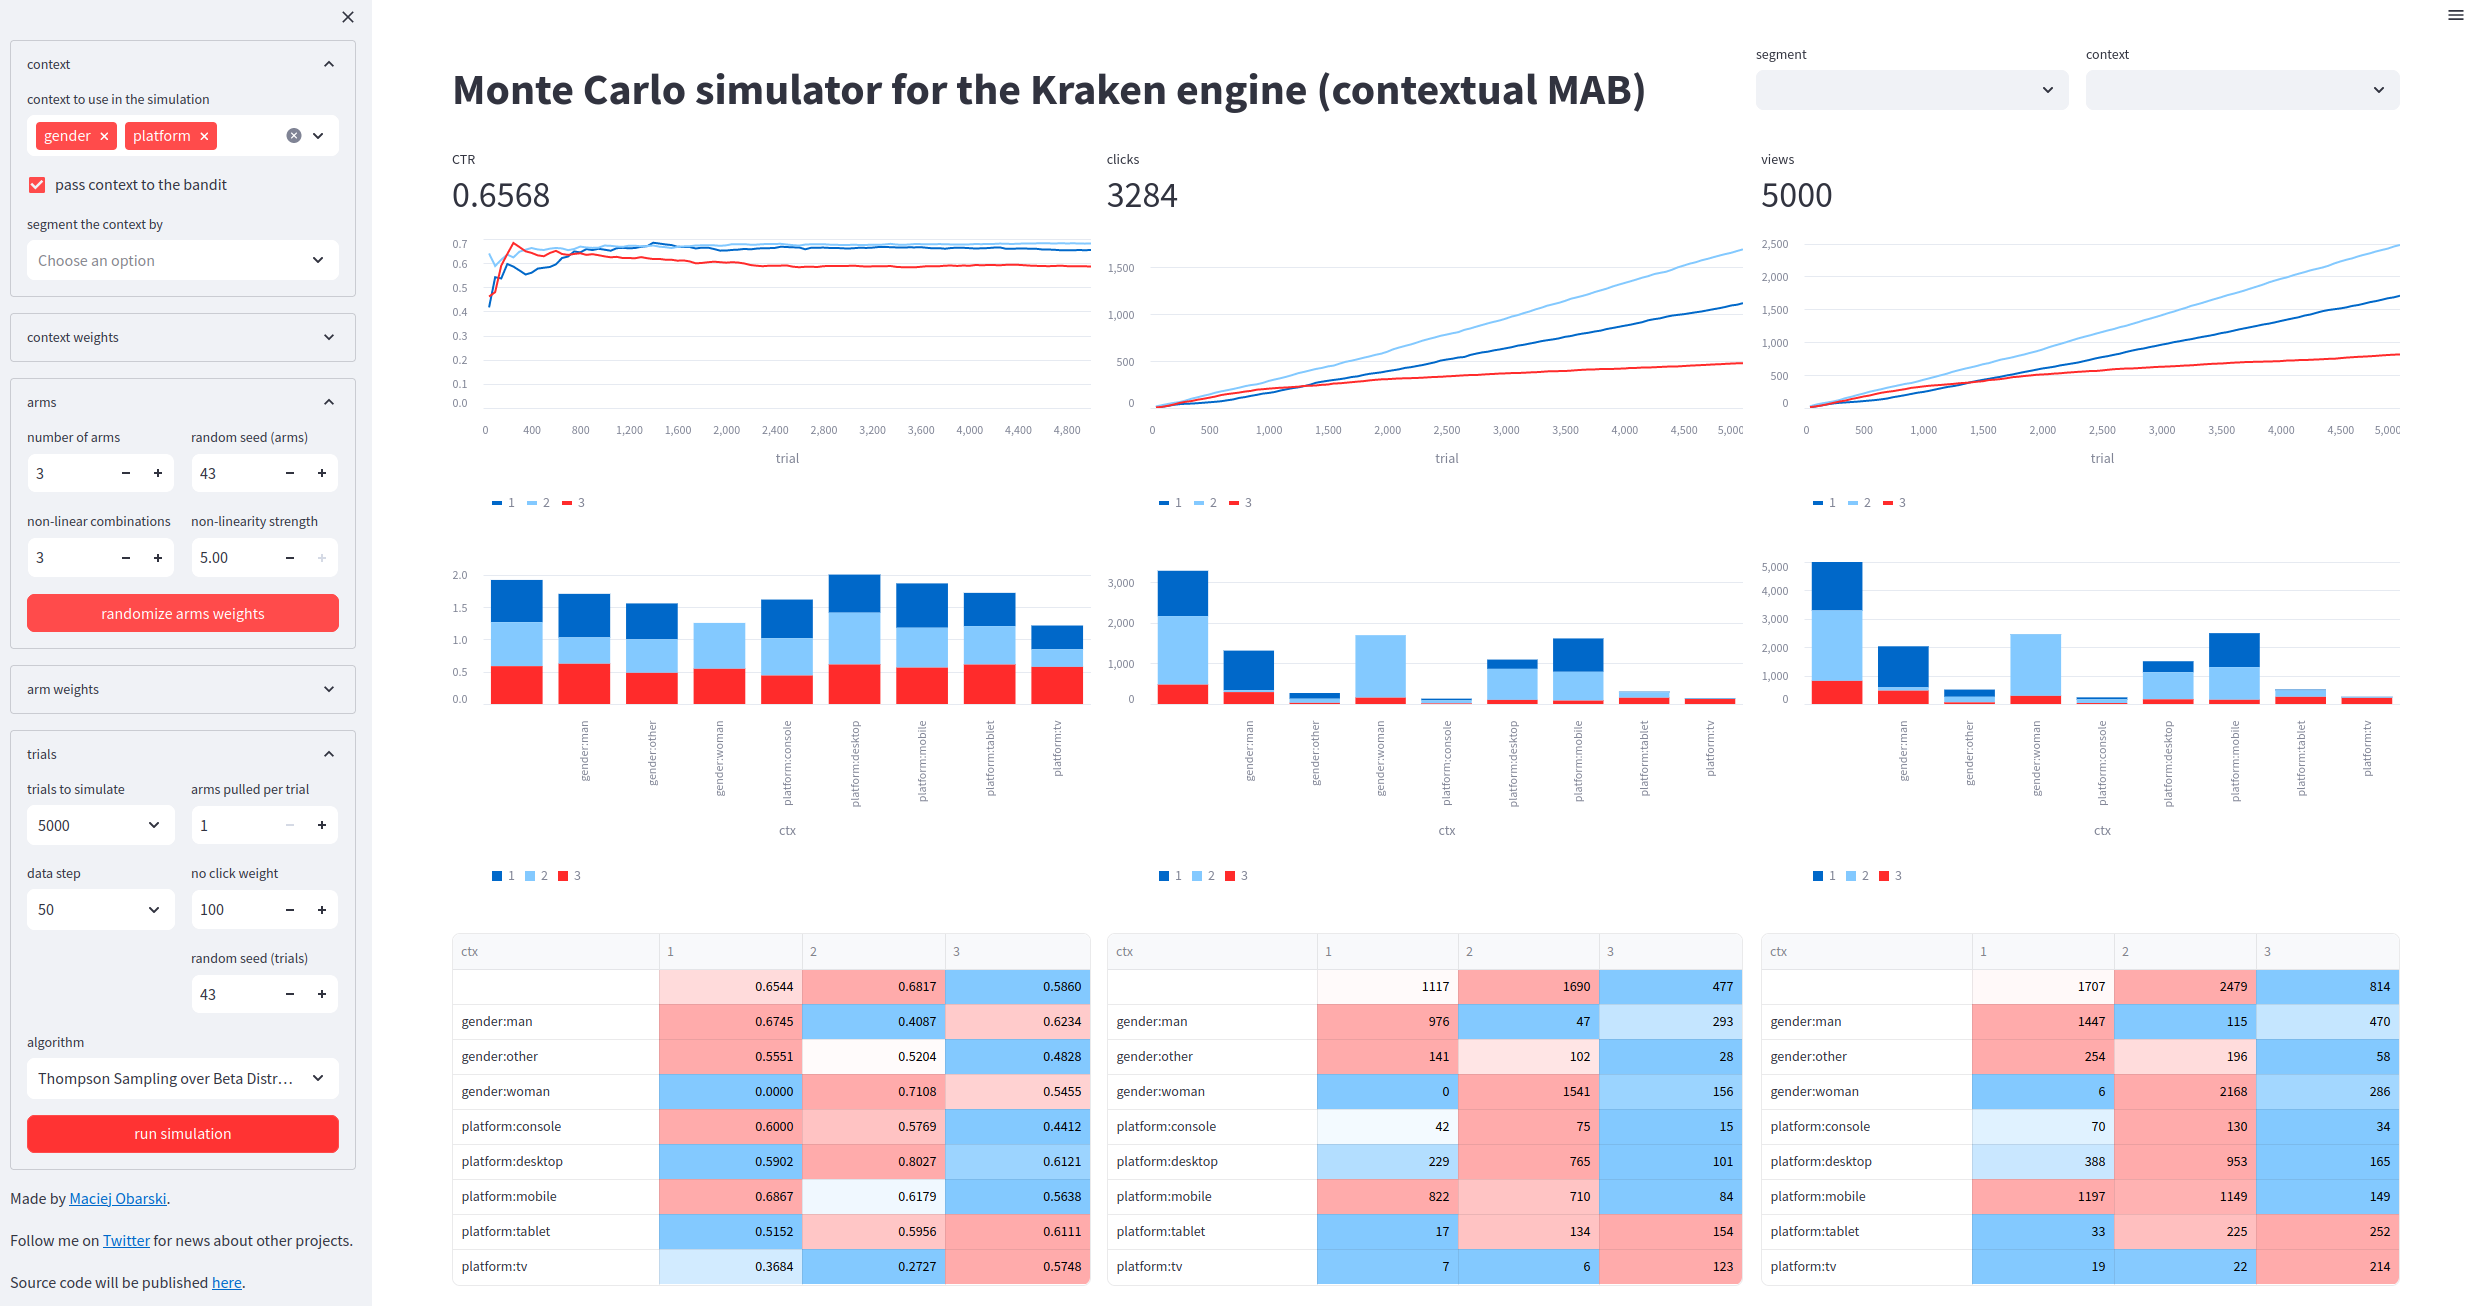 context
context to use in the simulation
gender
platform
pass context to the bandit
segment the context by
Choose an option
context weights
arms
number of arms random seed (arms)
3 43
non-linear combinations non-linearity strength
3 5.00
randomize arms weights
arm weights
trials
trials to simulate arms pulled per trial
5000 1
data step no click weight
50 100
random seed (trials)
43
algorithm
Thompson Sampling over Beta Distr...
run simulation
Made by Maciej Obarski.
Follow me on Twitter for news about other projects.
Source code will be published here.
Monte Carlo simulator for the Kraken engine (contextual MAB)
segment context
CTR
0.6568
0.7
0.6
0.5
0.4
0.3
0.2
0.1
0.0
0 400 800 1,200 1,600 2,000 2,400 2,800 3,200 3,600 4,000 4,400 4,800
trial
1 2 3
clicks
3284
1,500
1,000
500
0
0 500 1,000 1,500 2,000 2,500 3,000 3,500 4,000 4,500 5,000
trial
1 2 3
views
5000
2,500
2,000
1,500
1,000
500
0
0 500 1,000 1,500 2,000 2,500 3,000 3,500 4,000 4,500 5,000
trial
1 2 3
2.0
1.5
1.0
0.5
0.0
gender:man
gender:other
gender:woman
platform:console
platform:desktop
platform:mobile
platform:tablet
platform:tv
ctx
1 2 3
3,000
2,000
1,000
0
gender:man
gender:other
gender:woman
platform:console
platform:desktop
platform:mobile
platform:tablet
platform:tv
ctx
1 2 3
5,000
4,000
3,000
2,000
1,000
0
gender:man
gender:other
gender:woman
platform:console
platform:desktop
platform:mobile
platform:tablet
platform:tv
ctx
1 2 3
ctx 1 2 3
0.6544 0.6817 0.5860
gender:man 0.6745 0.4087 0.6234
gender:other 0.5551 0.5204 0.4828
gender:woman 0.0000 0.7108 0.5455
platform:console 0.6000 0.5769 0.4412
platform:desktop 0.5902 0.8027 0.6121
platform:mobile 0.6867 0.6179 0.5638
platform:tablet 0.5152 0.5956 0.6111
platform:tv 0.3684 0.2727 0.5748
ctx 1 2 3
1117 1690 477
gender:man 976 47 293
gender:other 141 102 28
gender:woman 0 1541 156
platform:console 42 75 15
platform:desktop 229 765 101
platform:mobile 822 710 84
platform:tablet 17 134 154
platform:tv 7 6 123
ctx 1 2 3
1707 2479 814
gender:man 1447 115 470
gender:other 254 196 58
gender:woman 6 2168 286
platform:console 70 130 34
platform:desktop 388 953 165
platform:mobile 1197 1149 149
platform:tablet 33 225 252
platform:tv 19 22 214